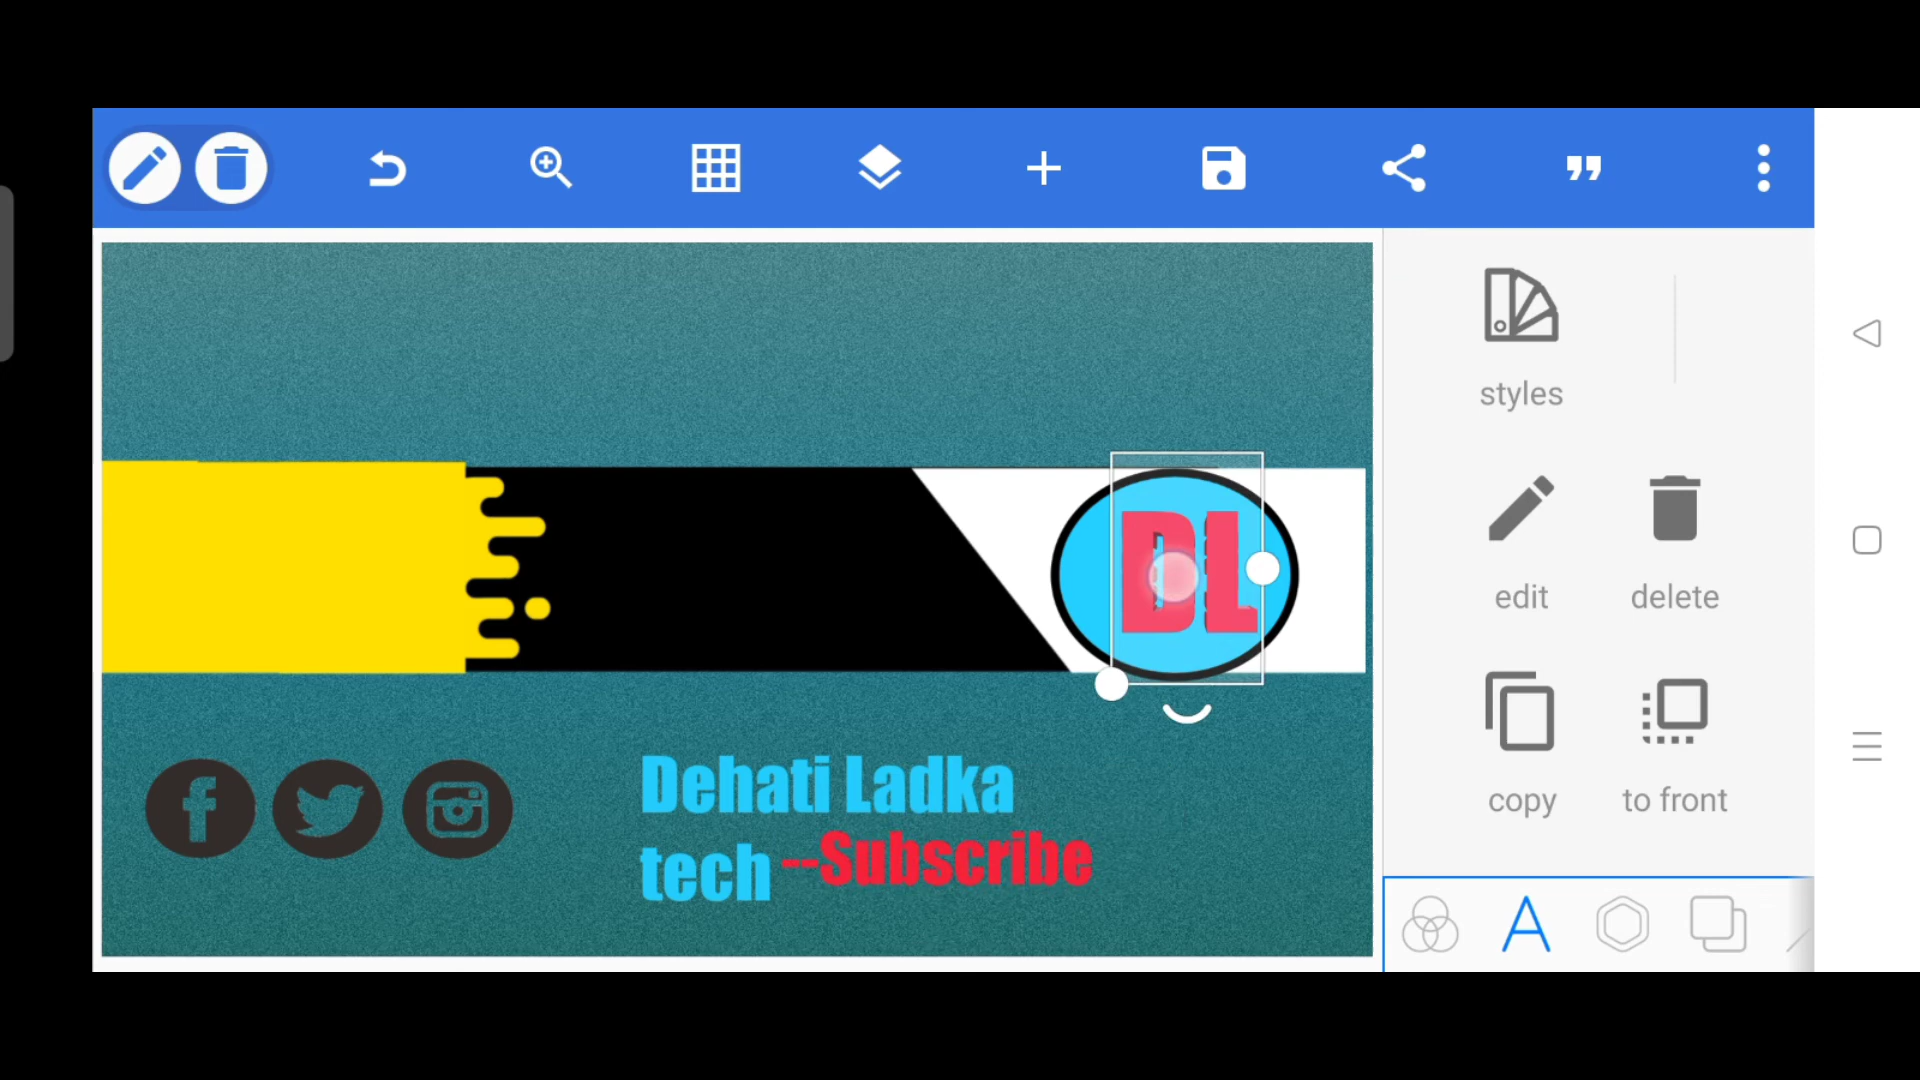 styles
DL
edit
delete
Dehati Ladka
tech --Subscribe
copy
to front